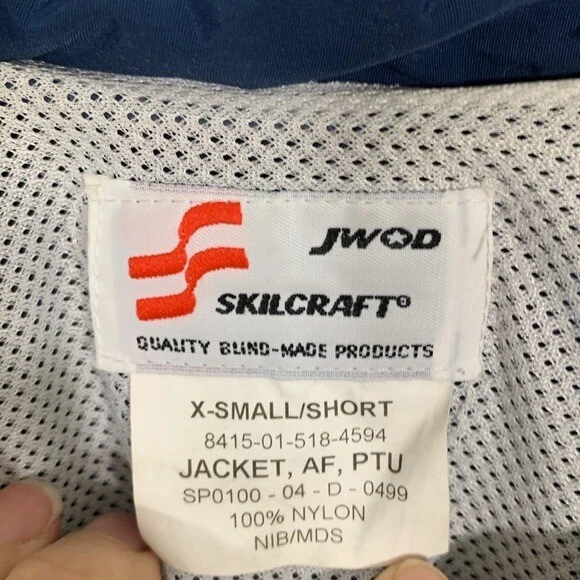 JWOD
SKILCRAFT®
QUALITY BLIND-MADE PRODUCTS
X-SMALL/SHORT
8415-01-518-4594
JACKET, AF, PTU
SP0100 - 04 - D - 0499
100% NYLON
NIB/MDS